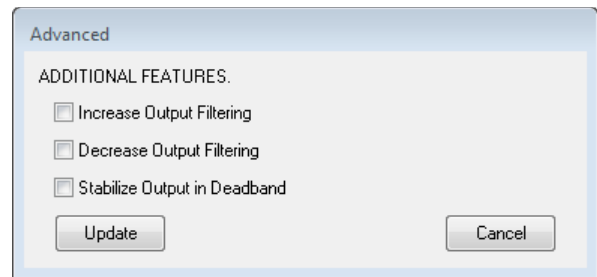 Advanced
ADDITIONAL FEATURES.
Increase Output Filtering
Decrease Output Filtering
Stabilize Output in Deadband
Update Cancel